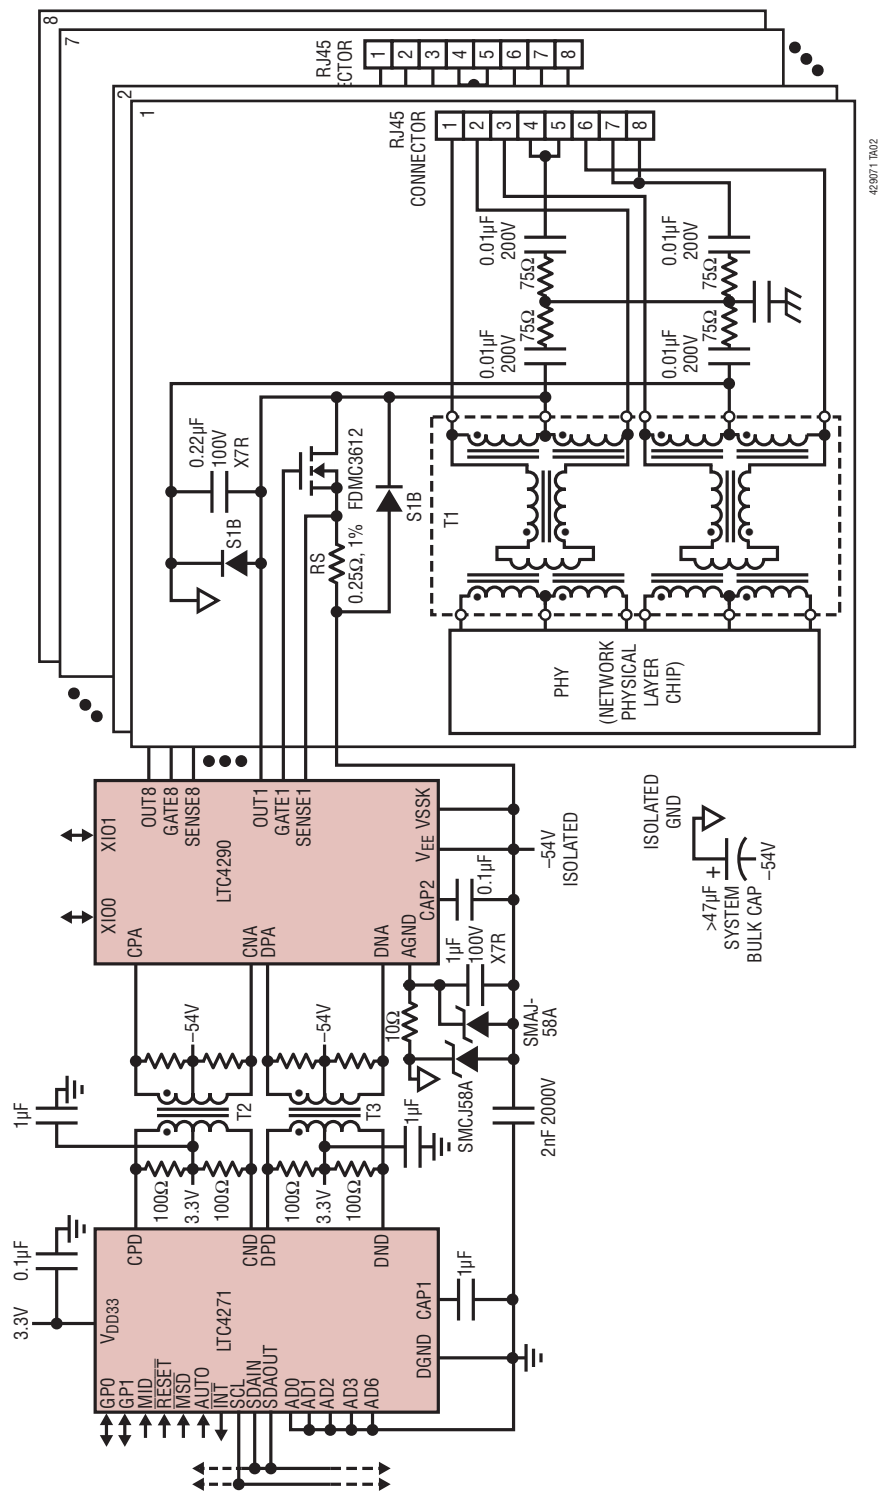 8
7
2
1
RJ45
CTOR
1
2
3
4
5
6
7
8
RJ45
CONNECTOR
1
2
3
4
5
6
7
8
0.01µF
200V
75Ω
75Ω
0.01µF
200V
0.01µF
200V
75Ω
75Ω
0.01µF
200V
0.22µF
100V
X7R
S1B
FDMC3612
RS
0.25Ω, 1%
S1B
T1
PHY
(NETWORK
PHYSICAL
LAYER
CHIP)
429071 TA02
XIO0
XIO1
OUT8
GATE8
SENSE8
OUT1
GATE1
SENSE1
LTC4290
CPA
CNA
DPA
DNA
AGND
CAP2
VEE
VSSK
0.1µF
–54V
ISOLATED
1µF
100V
X7R
10Ω
SMAJ-
58A
SMCJ58A
ISOLATED
GND
>47µF
SYSTEM
BULK CAP
+
–54V
–54V
–54V
T2
T3
1µF
1µF
100Ω
3.3V
100Ω
100Ω
3.3V
100Ω
2nF 2000V
0.1µF
3.3V
VDD33
CPD
CND
DPD
DND
LTC4271
CAP1
DGND
1µF
GP0
GP1
MID
RESET
MSD
AUTO
INT
SCL
SDAIN
SDAOUT
AD0
AD1
AD2
AD3
AD6